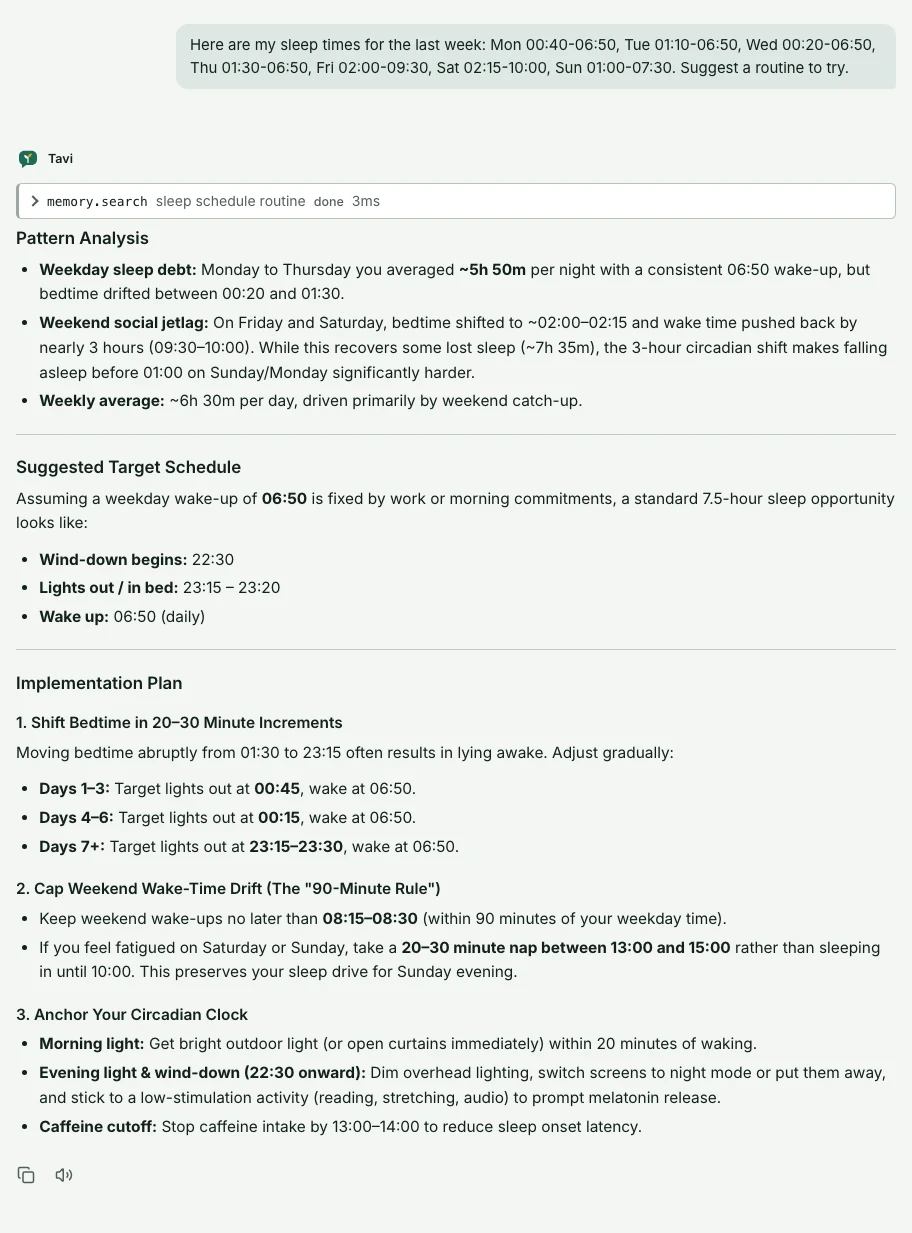 Here are my sleep times for the last week: Mon 00:40-06:50, Tue 01:10-06:50, Wed 00:20-06:50,
Thu 01:30-06:50, Fri 02:00-09:30, Sat 02:15-10:00, Sun 01:00-07:30. Suggest a routine to try.
Tavi
memory.search sleep schedule routine done 3ms
Pattern Analysis
• Weekday sleep debt: Monday to Thursday you averaged ~5h 50m per night with a consistent 06:50 wake-up, but
bedtime drifted between 00:20 and 01:30.
• Weekend social jetlag: On Friday and Saturday, bedtime shifted to ~02:00–02:15 and wake time pushed back by
nearly 3 hours (09:30–10:00). While this recovers some lost sleep (~7h 35m), the 3-hour circadian shift makes falling
asleep before 01:00 on Sunday/Monday significantly harder.
• Weekly average: ~6h 30m per day, driven primarily by weekend catch-up.
Suggested Target Schedule
Assuming a weekday wake-up of 06:50 is fixed by work or morning commitments, a standard 7.5-hour sleep opportunity
looks like:
• Wind-down begins: 22:30
• Lights out / in bed: 23:15 – 23:20
• Wake up: 06:50 (daily)
Implementation Plan
1. Shift Bedtime in 20–30 Minute Increments
Moving bedtime abruptly from 01:30 to 23:15 often results in lying awake. Adjust gradually:
• Days 1–3: Target lights out at 00:45, wake at 06:50.
• Days 4–6: Target lights out at 00:15, wake at 06:50.
• Days 7+: Target lights out at 23:15–23:30, wake at 06:50.
2. Cap Weekend Wake-Time Drift (The "90-Minute Rule")
• Keep weekend wake-ups no later than 08:15–08:30 (within 90 minutes of your weekday time).
• If you feel fatigued on Saturday or Sunday, take a 20–30 minute nap between 13:00 and 15:00 rather than sleeping
in until 10:00. This preserves your sleep drive for Sunday evening.
3. Anchor Your Circadian Clock
• Morning light: Get bright outdoor light (or open curtains immediately) within 20 minutes of waking.
• Evening light & wind-down (22:30 onward): Dim overhead lighting, switch screens to night mode or put them away,
and stick to a low-stimulation activity (reading, stretching, audio) to prompt melatonin release.
• Caffeine cutoff: Stop caffeine intake by 13:00–14:00 to reduce sleep onset latency.